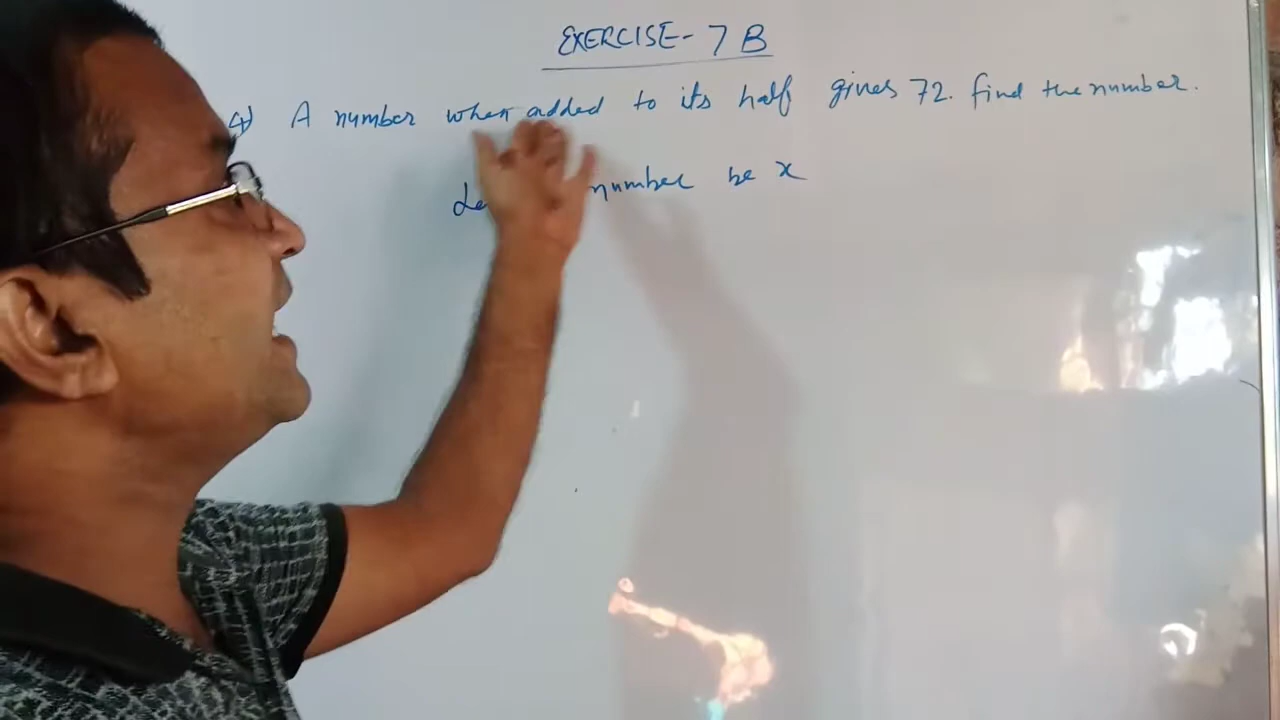 EXERCISE- 7 B
4) A number when added to its half gives 72. find the number.
number be x